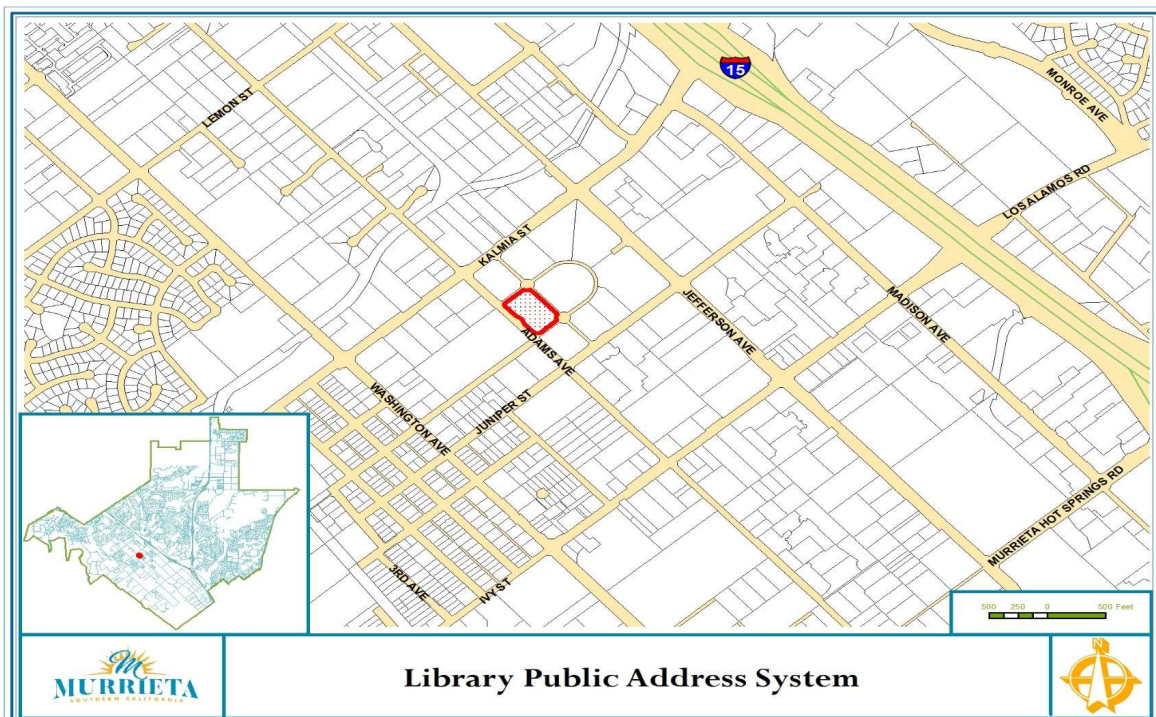 15
MONROE AVE
LEMON ST
LOS ALAMOS RD
KALMIA ST
MADISON AVE
JEFFERSON AVE
ADAMS AVE
WASHINGTON AVE
JUNIPER ST
MURRIETA HOT SPRINGS RD
3RD AVE
IVY ST
500 250 0 500 Feet
M
MURRIETA
SOUTHERN CALIFORNIA
Library Public Address System
N